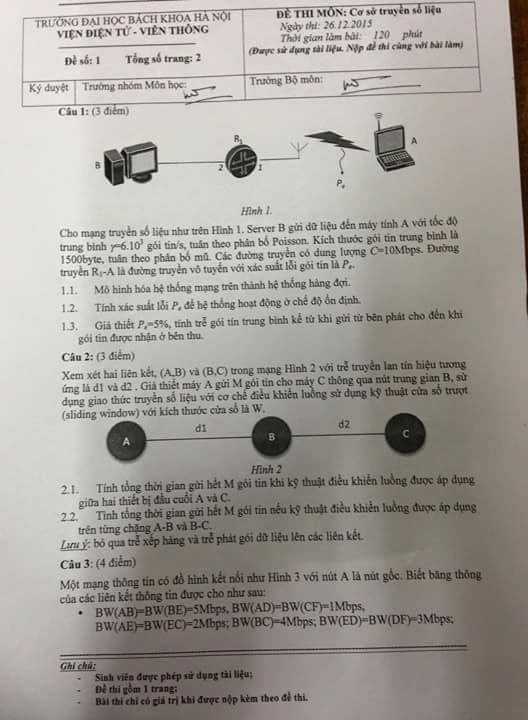 TRƯỜNG ĐẠI HỌC BÁCH KHOA HÀ NỘI
VIỆN ĐIỆN TỬ - VIỄN THÔNG
Đề số: 1 Tổng số trang: 2
ĐỀ THI MÔN: Cơ sở truyền số liệu
Ngày thi: 26.12.2015
Thời gian làm bài: 120 phút
(Được sử dụng tài liệu. Nộp đề thi cùng với bài làm)
Ký duyệt
Trưởng nhóm Môn học:
Trưởng Bộ môn:
Câu 1: (3 điểm)
B
R₁
2
1
A
Pₑ
Hình 1.
Cho mạng truyền số liệu như trên Hình 1. Server B gửi dữ liệu đến máy tính A với tốc độ
trung bình γ=6.10³ gói tin/s, tuân theo phân bố Poisson. Kích thước gói tin trung bình là
1500byte, tuân theo phân bố mũ. Các đường truyền có dung lượng C=10Mbps. Đường
truyền R₁-A là đường truyền vô tuyến với xác suất lỗi gói tin là Pₑ.
1.1. Mô hình hóa hệ thống mạng trên thành hệ thống hàng đợi.
1.2. Tính xác suất lỗi Pₑ để hệ thống hoạt động ở chế độ ổn định.
1.3. Giả thiết Pₑ=5%, tính trễ gói tin trung bình kể từ khi gửi từ bên phát cho đến khi
gói tin được nhận ở bên thu.
Câu 2: (3 điểm)
Xem xét hai liên kết, (A,B) và (B,C) trong mạng Hình 2 với trễ truyền lan tín hiệu tương
ứng là d1 và d2 . Giả thiết máy A gửi M gói tin cho máy C thông qua nút trung gian B, sử
dụng giao thức truyền số liệu với cơ chế điều khiển luồng sử dụng kỹ thuật cửa sổ trượt
(sliding window) với kích thước cửa sổ là W.
A
d1
B
d2
C
Hình 2
2.1. Tính tổng thời gian gửi hết M gói tin khi kỹ thuật điều khiển luồng được áp dụng
giữa hai thiết bị đầu cuối A và C.
2.2. Tính tổng thời gian gửi hết M gói tin nếu kỹ thuật điều khiển luồng được áp dụng
trên từng chặng A-B và B-C.
Lưu ý: bỏ qua trễ xếp hàng và trễ phát gói dữ liệu lên các liên kết.
Câu 3: (4 điểm)
Một mạng thông tin có đồ hình kết nối như Hình 3 với nút A là nút gốc. Biết băng thông
của các liên kết thông tin được cho như sau:
• BW(AB)=BW(BE)=5Mbps, BW(AD)=BW(CF)=1Mbps,
BW(AE)=BW(EC)=2Mbps; BW(BC)=4Mbps; BW(ED)=BW(DF)=3Mbps;
Ghi chú:
- Sinh viên được phép sử dụng tài liệu;
- Đề thi gồm 1 trang;
- Bài thi chỉ có giá trị khi được nộp kèm theo đề thi.